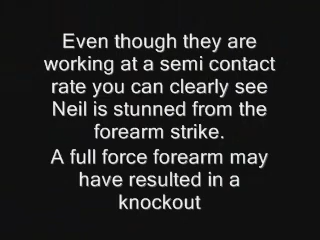 Even though they are
working at a semi contact
rate you can clearly see
Neil is stunned from the
forearm strike.
A full force forearm may
have resulted in a
knockout